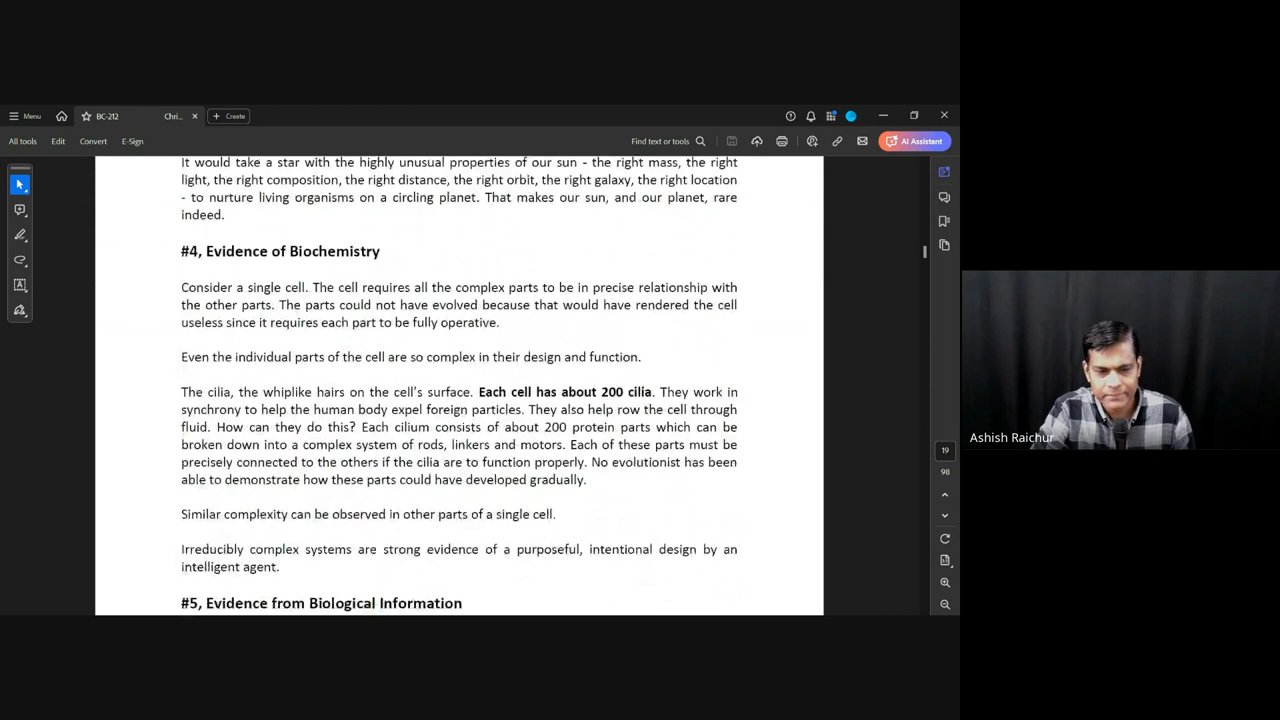 Menu
BC-212
Chri...
Create
All tools
Edit
Convert
E-Sign
Find text or tools
AI Assistant
It would take a star with the highly unusual properties of our sun - the right mass, the right
light, the right composition, the right distance, the right orbit, the right galaxy, the right location
- to nurture living organisms on a circling planet. That makes our sun, and our planet, rare
indeed.
#4, Evidence of Biochemistry
Consider a single cell. The cell requires all the complex parts to be in precise relationship with
the other parts. The parts could not have evolved because that would have rendered the cell
useless since it requires each part to be fully operative.
Even the individual parts of the cell are so complex in their design and function.
The cilia, the whiplike hairs on the cell's surface. Each cell has about 200 cilia. They work in
synchrony to help the human body expel foreign particles. They also help row the cell through
fluid. How can they do this? Each cilium consists of about 200 protein parts which can be
broken down into a complex system of rods, linkers and motors. Each of these parts must be
precisely connected to the others if the cilia are to function properly. No evolutionist has been
able to demonstrate how these parts could have developed gradually.
Similar complexity can be observed in other parts of a single cell.
Irreducibly complex systems are strong evidence of a purposeful, intentional design by an
intelligent agent.
#5, Evidence from Biological Information
19
98
Ashish Raichur